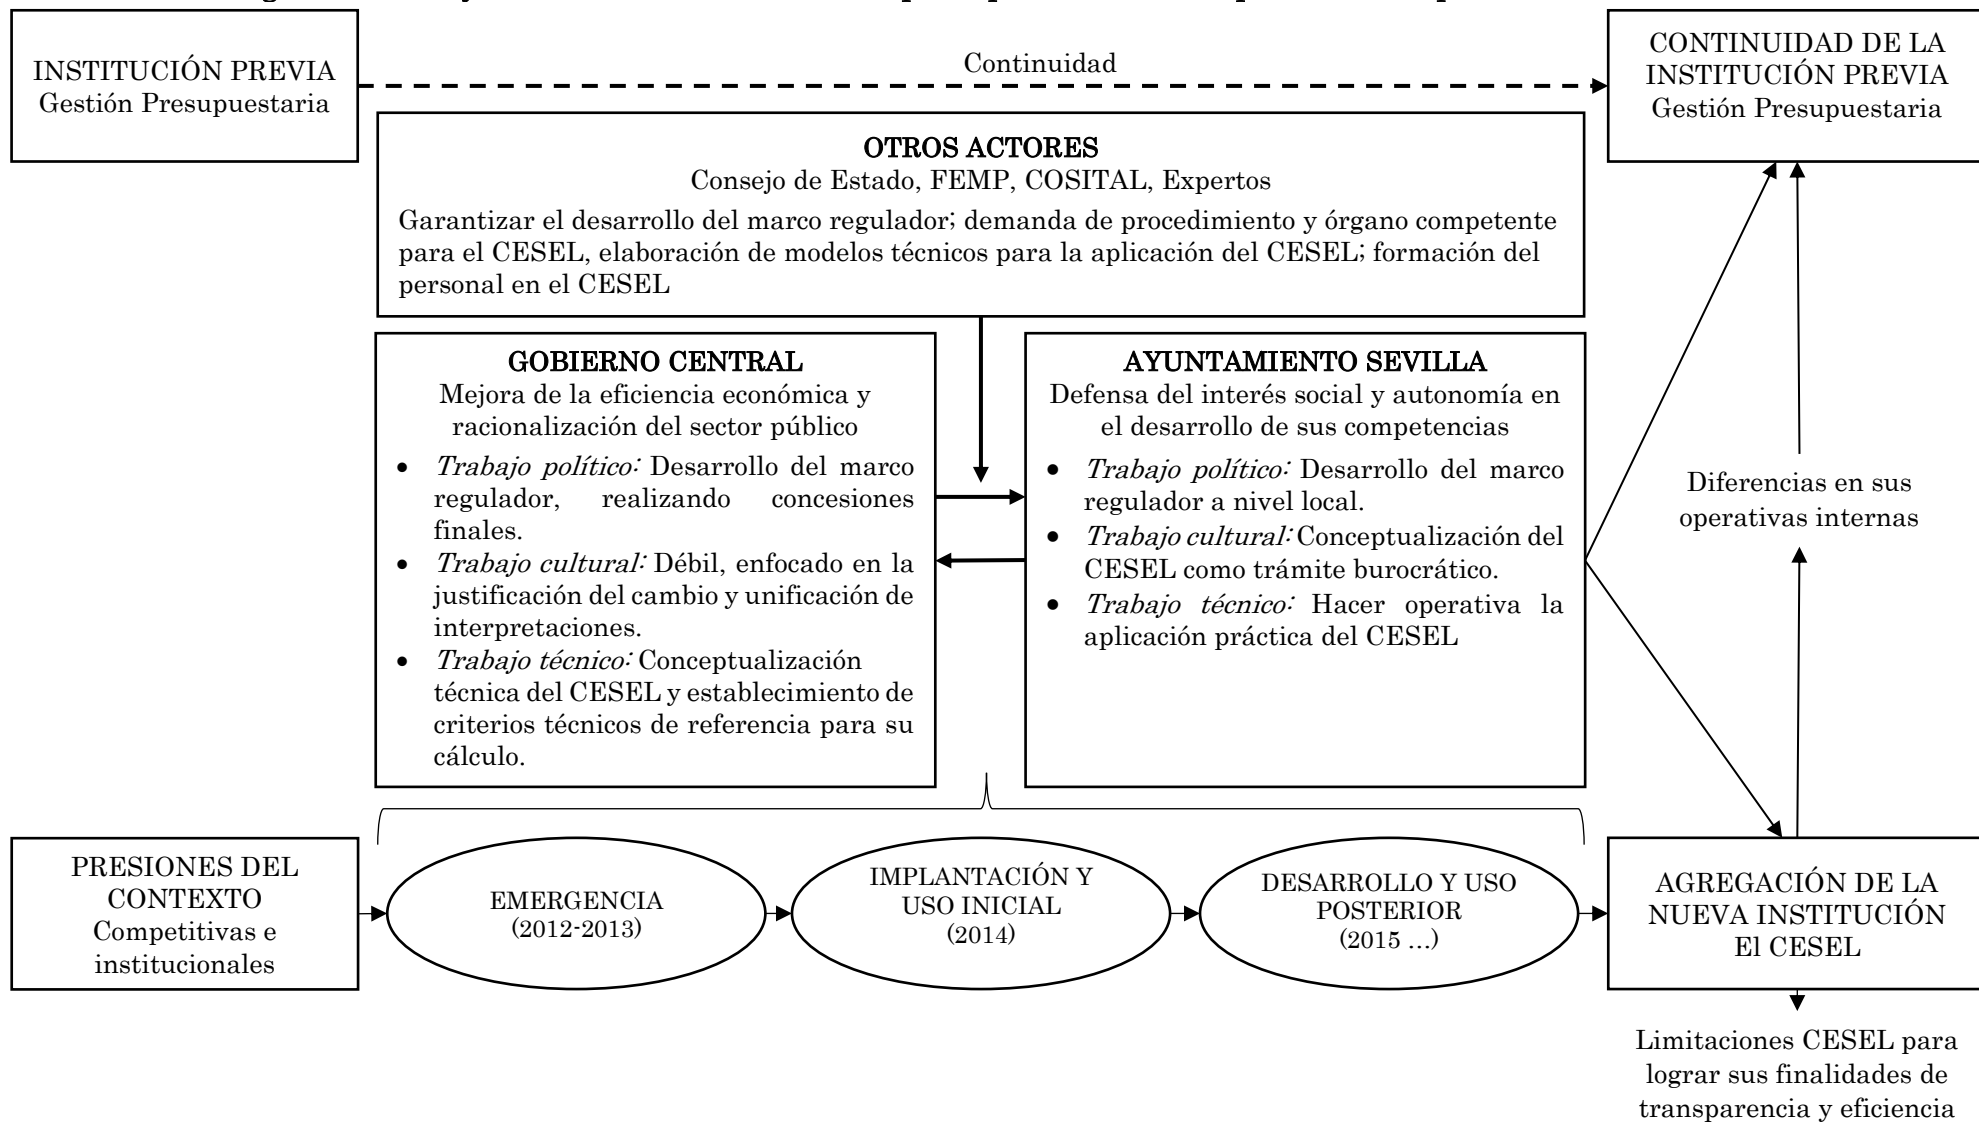 INSTITUCIÓN PREVIA
Gestión Presupuestaria
Continuidad
CONTINUIDAD DE LA
INSTITUCIÓN PREVIA
Gestión Presupuestaria
OTROS ACTORES
Consejo de Estado, FEMP, COSITAL, Expertos
Garantizar el desarrollo del marco regulador; demanda de procedimiento y órgano competente
para el CESEL, elaboración de modelos técnicos para la aplicación del CESEL; formación del
personal en el CESEL
GOBIERNO CENTRAL
Mejora de la eficiencia económica y
racionalización del sector público
• Trabajo político: Desarrollo del marco
regulador, realizando concesiones
finales.
• Trabajo cultural: Débil, enfocado en la
justificación del cambio y unificación de
interpretaciones.
• Trabajo técnico: Conceptualización
técnica del CESEL y establecimiento de
criterios técnicos de referencia para su
cálculo.
AYUNTAMIENTO SEVILLA
Defensa del interés social y autonomía en
el desarrollo de sus competencias
• Trabajo político: Desarrollo del marco
regulador a nivel local.
• Trabajo cultural: Conceptualización del
CESEL como trámite burocrático.
• Trabajo técnico: Hacer operativa la
aplicación práctica del CESEL
Diferencias en sus
operativas internas
PRESIONES DEL
CONTEXTO
Competitivas e
institucionales
EMERGENCIA
(2012-2013)
IMPLANTACIÓN Y
USO INICIAL
(2014)
DESARROLLO Y USO
POSTERIOR
(2015 …)
AGREGACIÓN DE LA
NUEVA INSTITUCIÓN
El CESEL
Limitaciones CESEL para
lograr sus finalidades de
transparencia y eficiencia